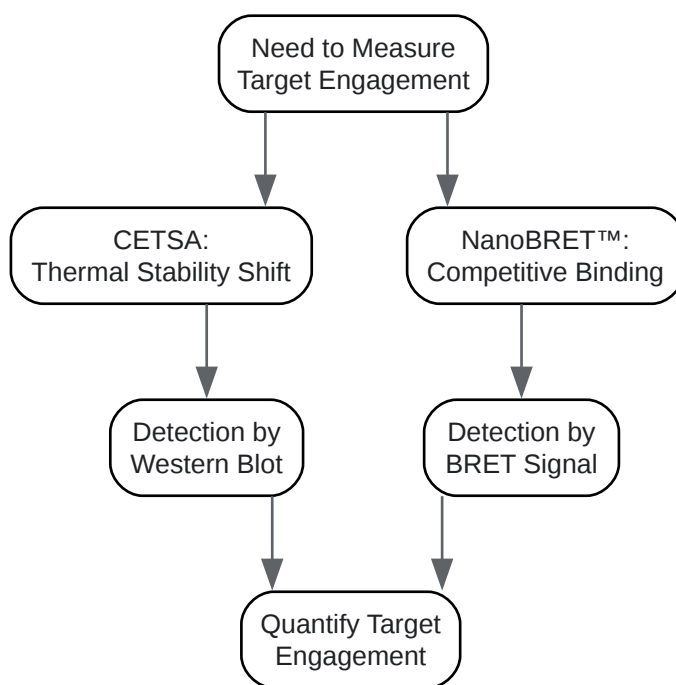 Need to Measure
Target Engagement
CETSA:
Thermal Stability Shift
NanoBRET™:
Competitive Binding
Detection by
Western Blot
Detection by
BRET Signal
Quantify Target
Engagement